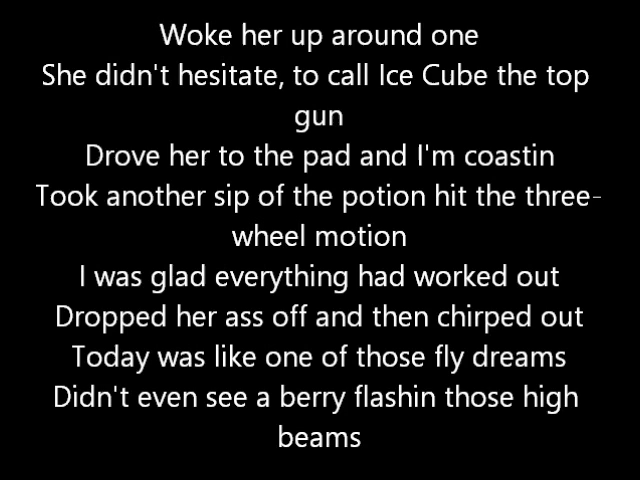 Woke her up around one
She didn't hesitate, to call Ice Cube the top
gun
Drove her to the pad and I'm coastin
Took another sip of the potion hit the three-
wheel motion
I was glad everything had worked out
Dropped her ass off and then chirped out
Today was like one of those fly dreams
Didn't even see a berry flashin those high
beams